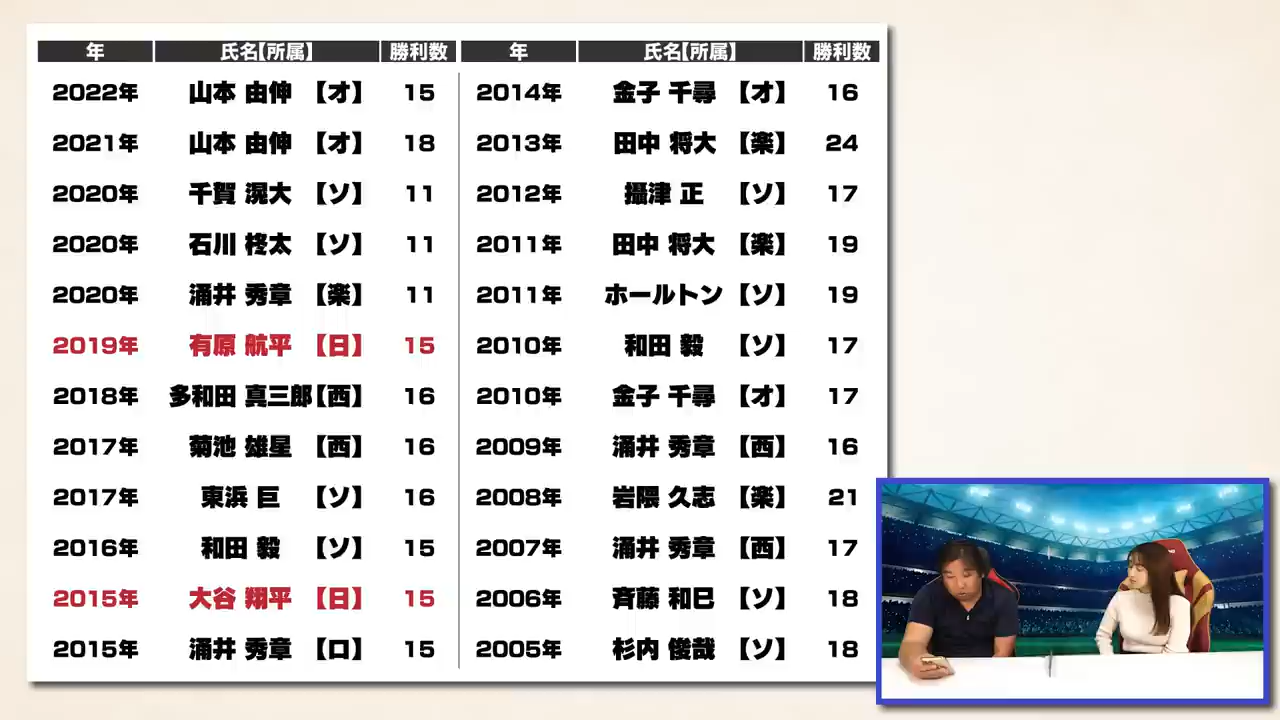 年 氏名【所属】 勝利数
2022年 山本 由伸 【オ】 15
2021年 山本 由伸 【オ】 18
2020年 千賀 滉大 【ソ】 11
2020年 石川 柊太 【ソ】 11
2020年 涌井 秀章 【楽】 11
2019年 有原 航平 【日】 15
2018年 多和田 真三郎【西】 16
2017年 菊池 雄星 【西】 16
2017年 東浜 巨 【ソ】 16
2016年 和田 毅 【ソ】 15
2015年 大谷 翔平 【日】 15
2015年 涌井 秀章 【ロ】 15
年 氏名【所属】 勝利数
2014年 金子 千尋 【オ】 16
2013年 田中 将大 【楽】 24
2012年 攝津 正 【ソ】 17
2011年 田中 将大 【楽】 19
2011年 ホールトン 【ソ】 19
2010年 和田 毅 【ソ】 17
2010年 金子 千尋 【オ】 17
2009年 涌井 秀章 【西】 16
2008年 岩隈 久志 【楽】 21
2007年 涌井 秀章 【西】 17
2006年 斉藤 和巳 【ソ】 18
2005年 杉内 俊哉 【ソ】 18